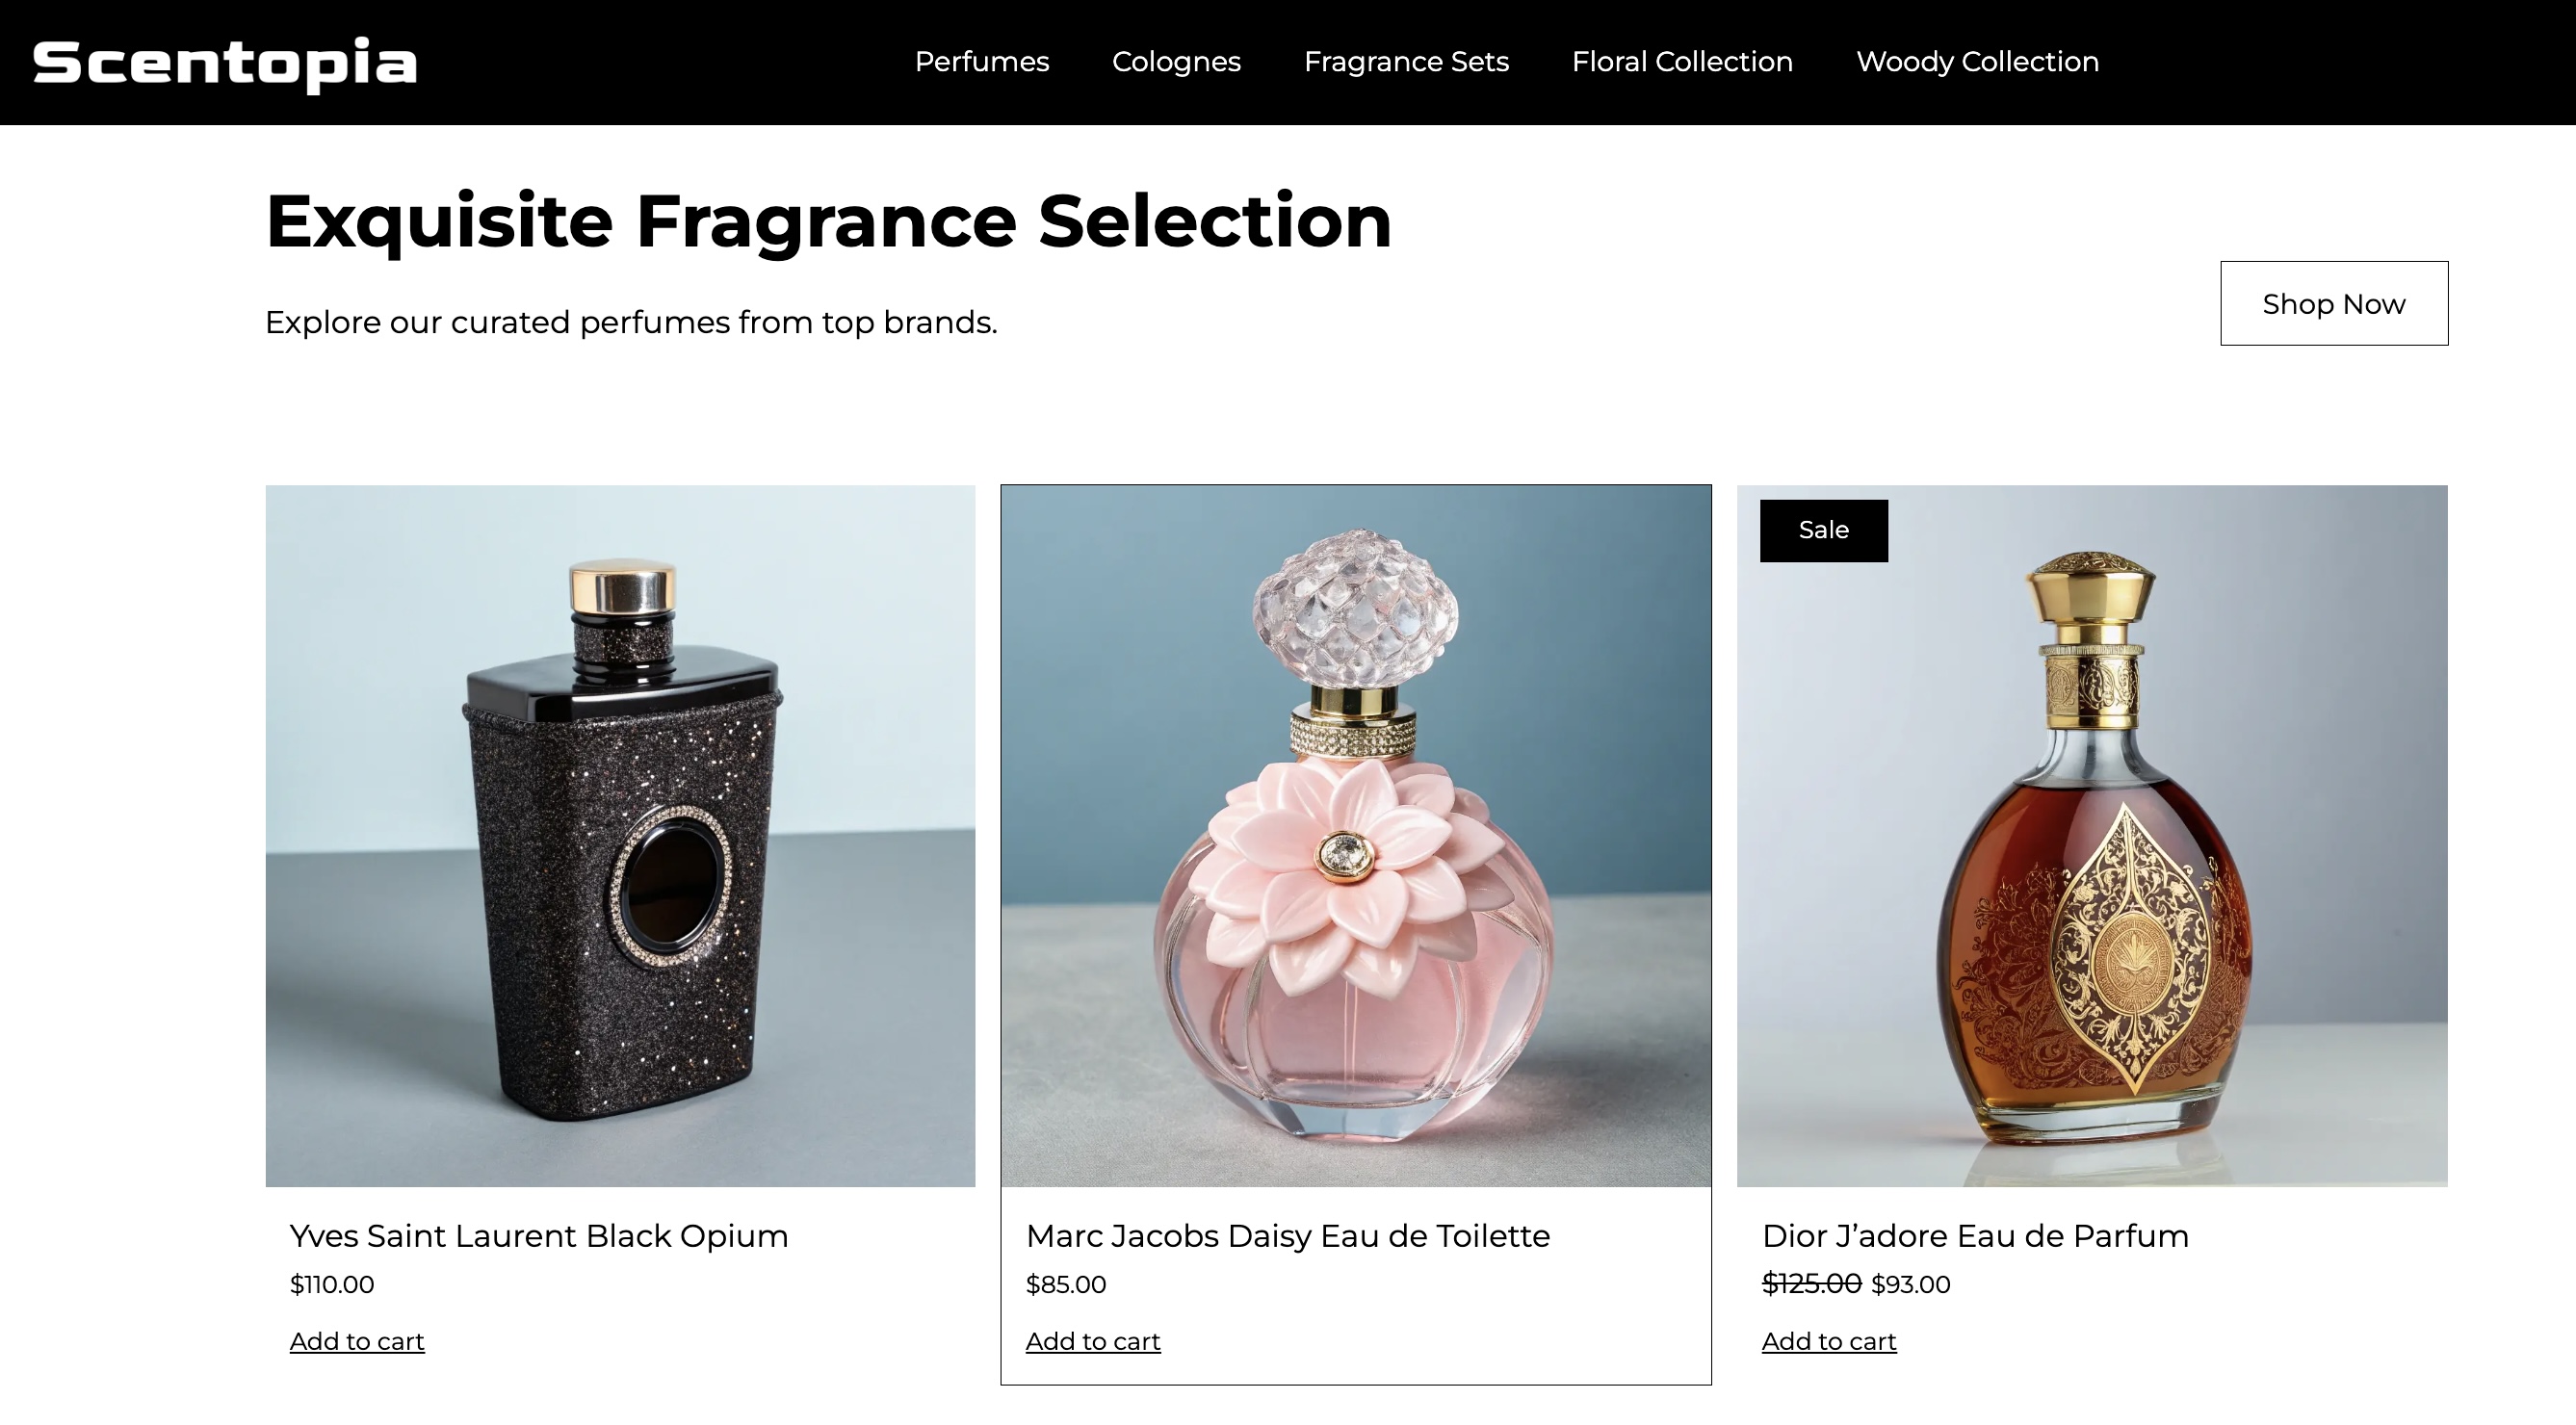 Scentopia
Perfumes Colognes Fragrance Sets Floral Collection Woody Collection
Exquisite Fragrance Selection
Explore our curated perfumes from top brands.
Shop Now
Sale
Yves Saint Laurent Black Opium
$110.00
Add to cart
Marc Jacobs Daisy Eau de Toilette
$85.00
Add to cart
Dior J’adore Eau de Parfum
$125.00 $93.00
Add to cart